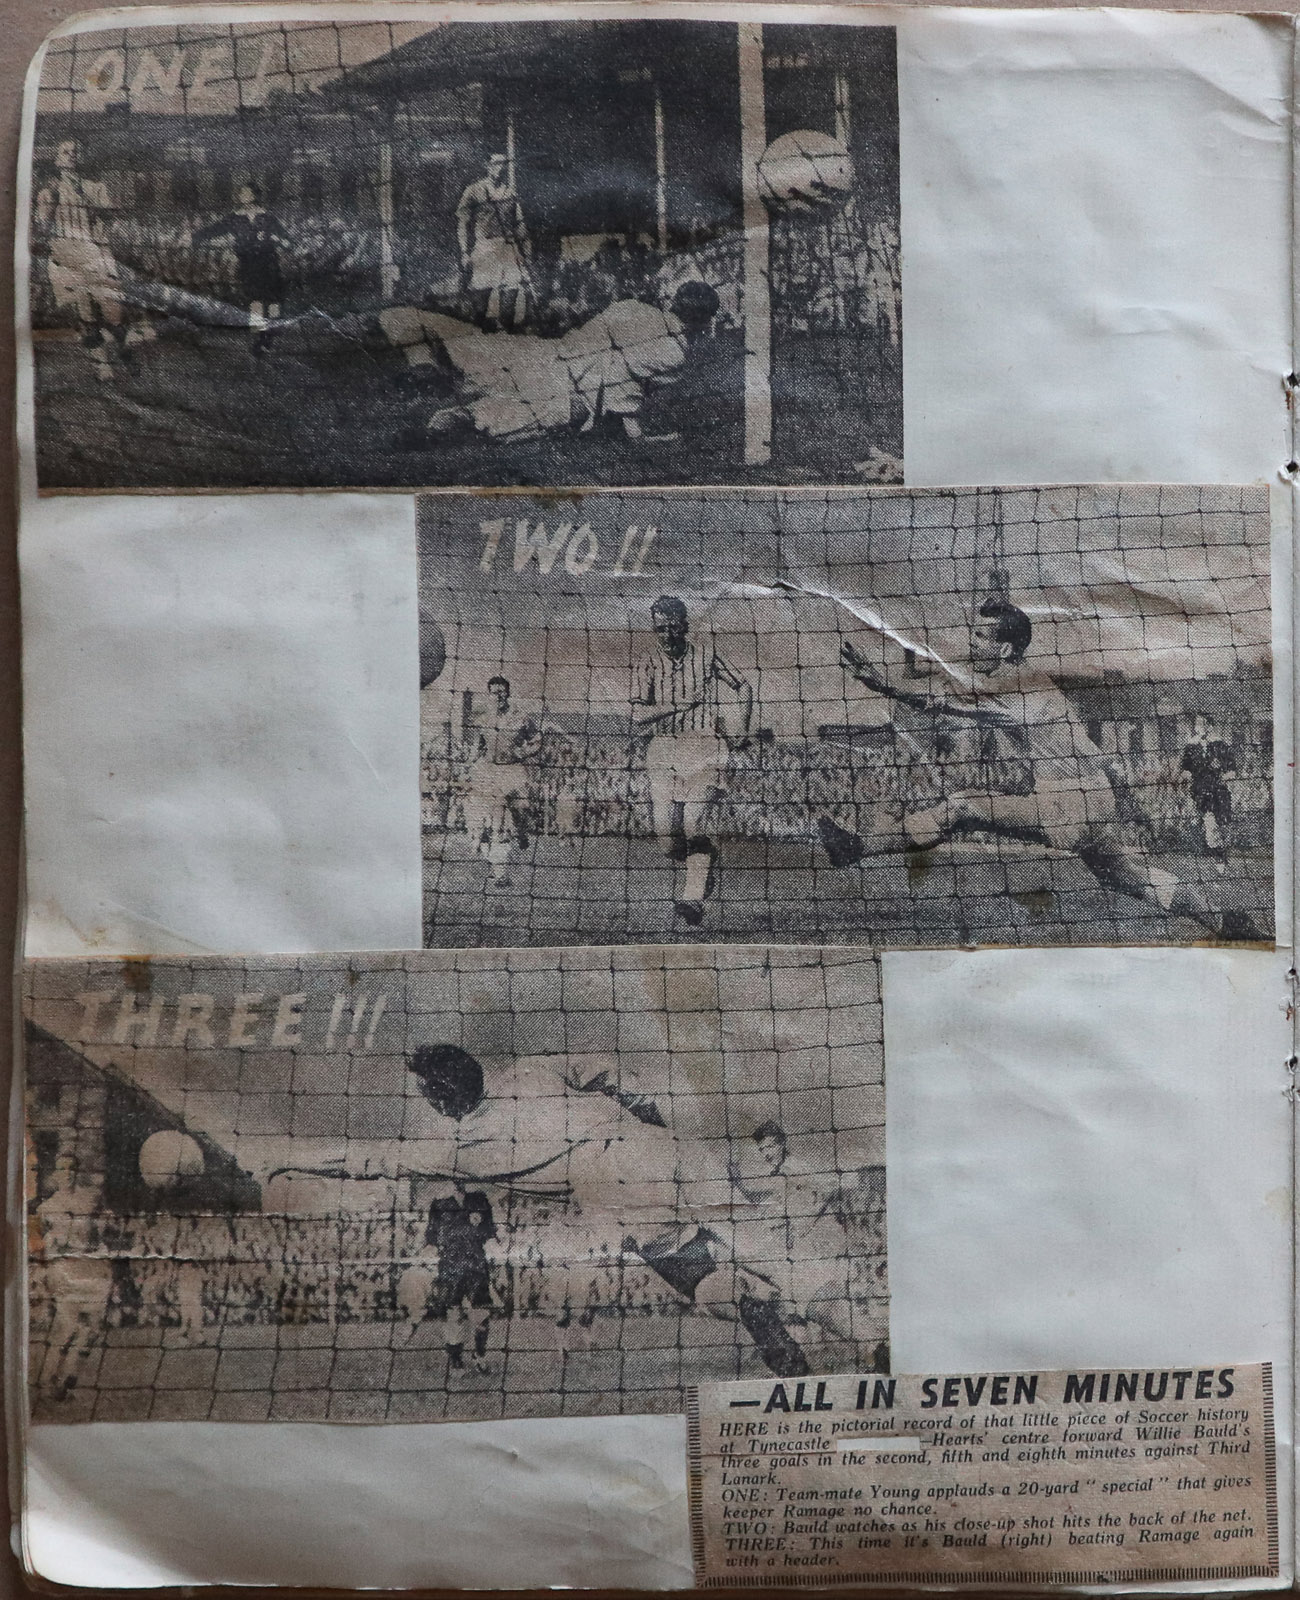 ONE !
TWO !!
THREE !!!
—ALL IN SEVEN MINUTES
HERE is the pictorial record of that little piece of Soccer history
at Tynecastle —Hearts' centre forward Willie Bauld's
three goals in the second, fifth and eighth minutes against Third
Lanark.
ONE: Team-mate Young applauds a 20-yard " special " that gives
keeper Ramage no chance.
TWO: Bauld watches as his close-up shot hits the back of the net.
THREE: This time it's Bauld (right) beating Ramage again
with a header.